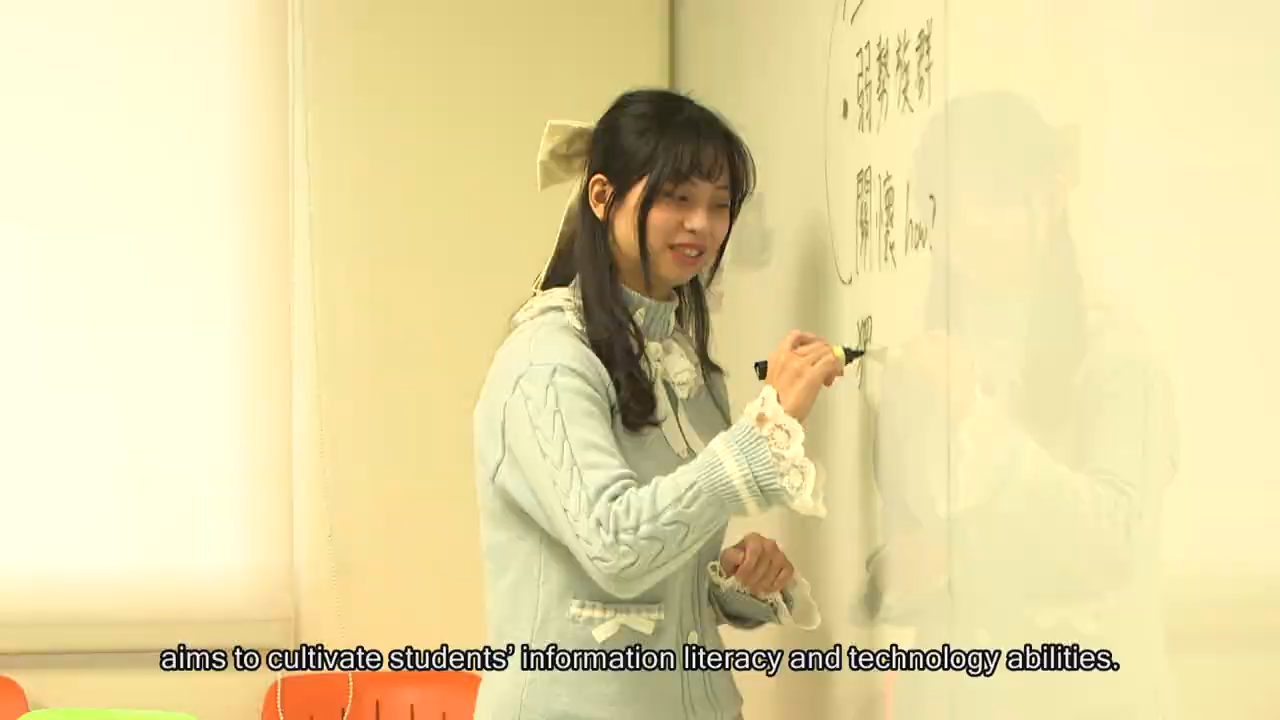 弱勢族群
關懷 how?
aims to cultivate students’ information literacy and technology abilities.